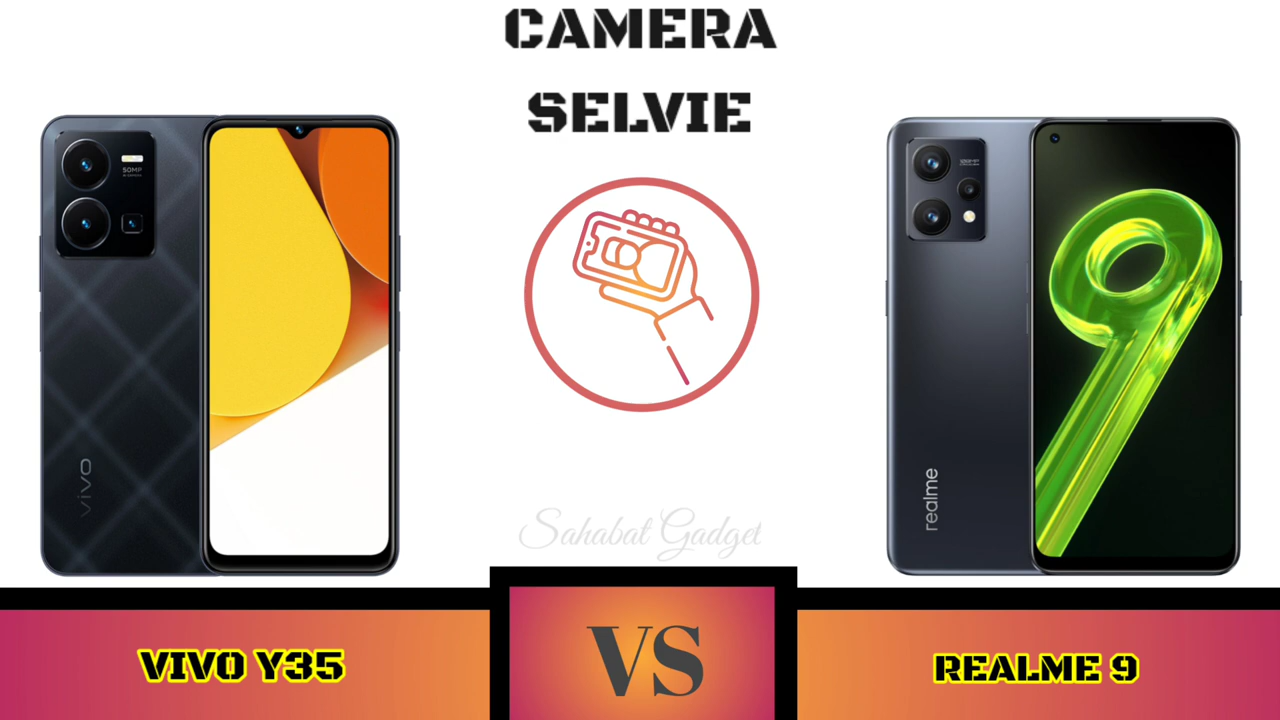 CAMERA
SELVIE
50MP
vivo
realme
Sahabat Gadget
VS
VIVO Y35
REALME 9